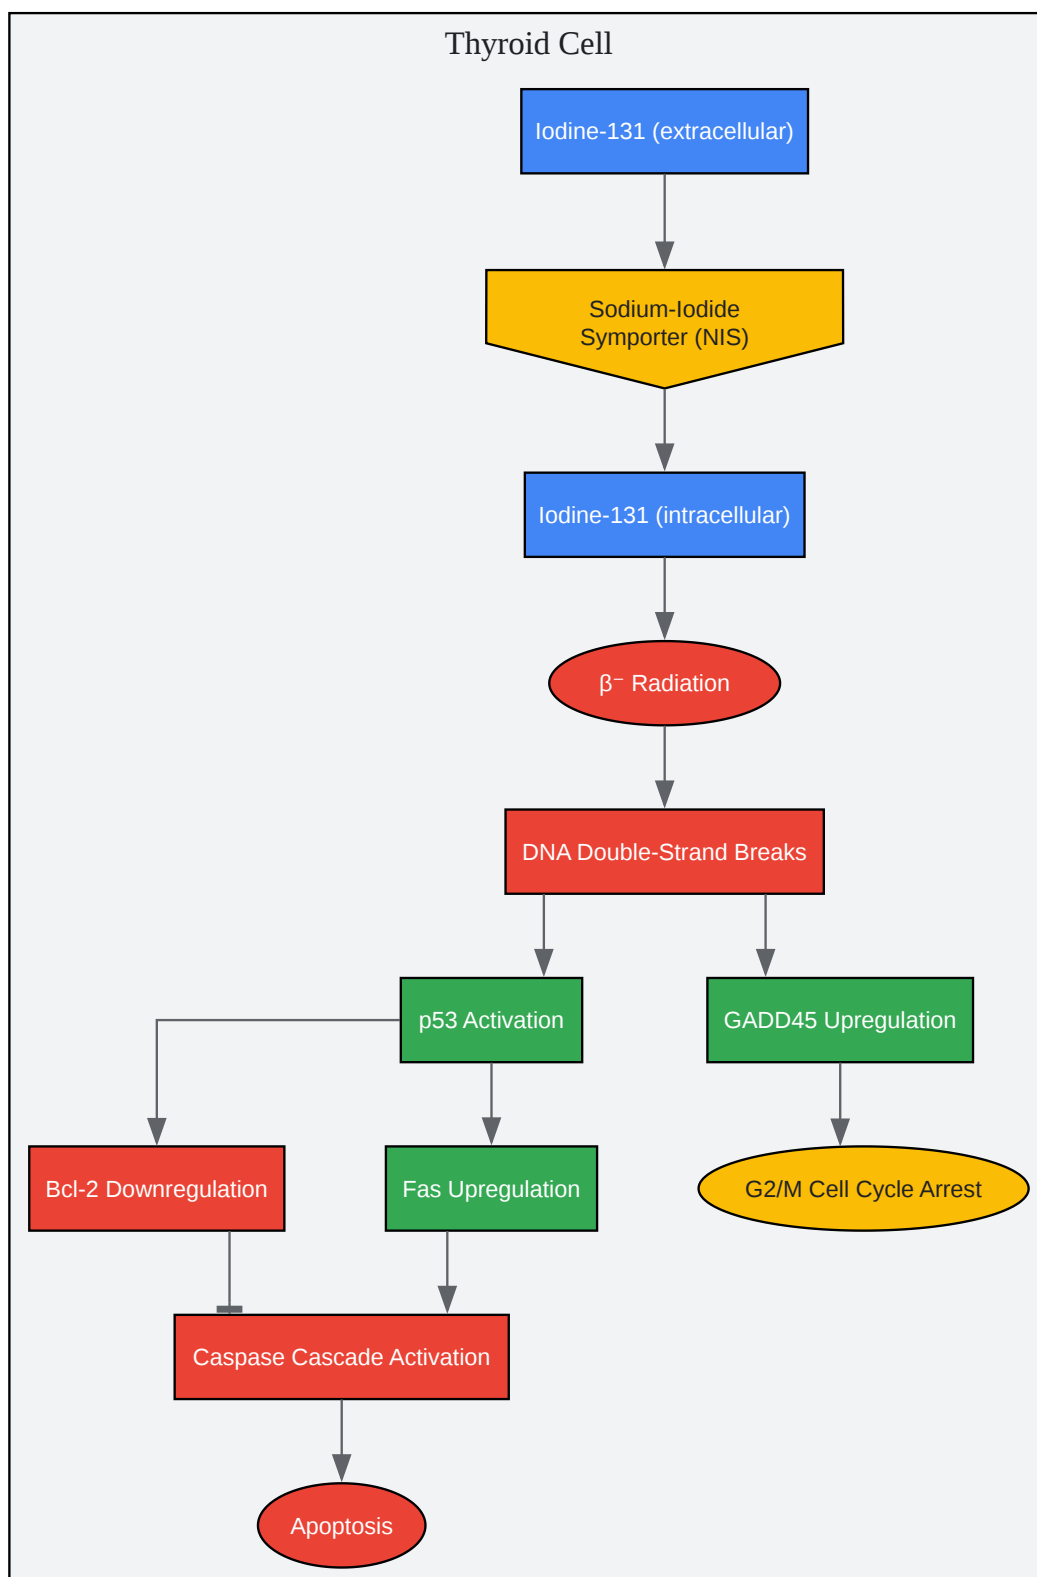 Thyroid Cell
Iodine-131 (extracellular)
Sodium-Iodide
Symporter (NIS)
Iodine-131 (intracellular)
β⁻ Radiation
DNA Double-Strand Breaks
p53 Activation
GADD45 Upregulation
Bcl-2 Downregulation
Fas Upregulation
G2/M Cell Cycle Arrest
Caspase Cascade Activation
Apoptosis